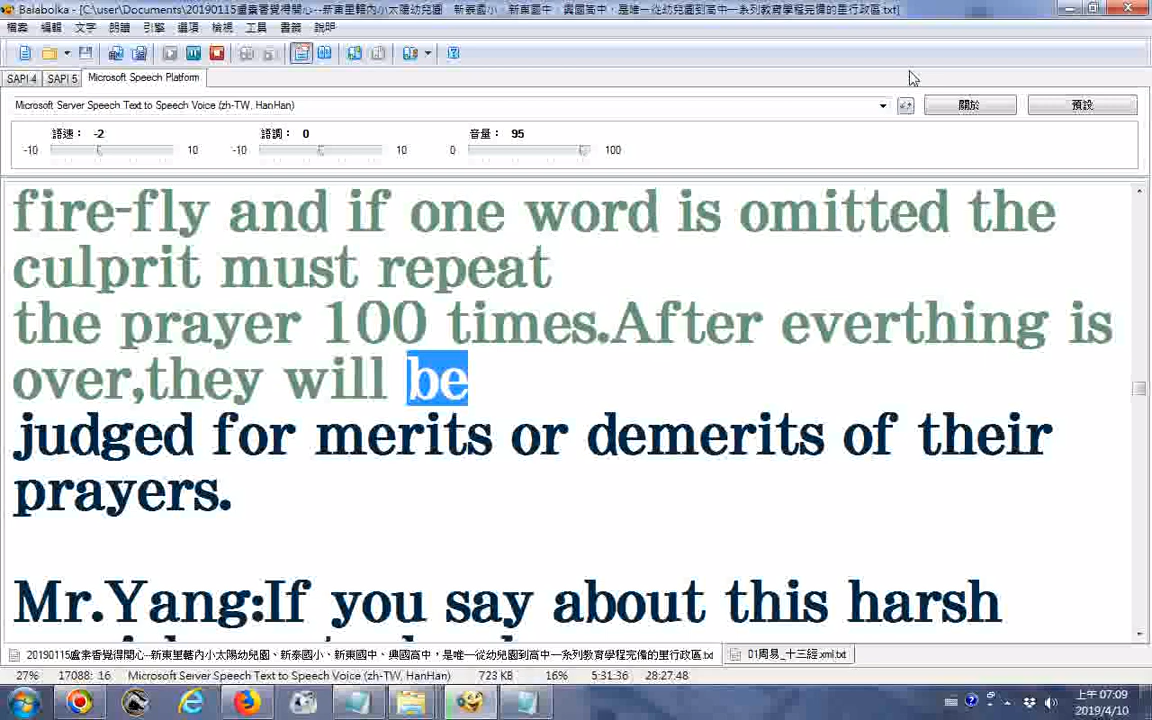 Balabolka - [C:\user\Documents\20190115盧素香覺得開心--新東里轄內小太陽幼兒園、新泰國小、新東國中、興國高中，是唯一從幼兒園到高中一系列教育學程完備的里行政區.txt]
檔案 編輯 文字 朗讀 引擎 選項 檢視 工具 書籤 說明
SAPI 4 SAPI 5 Microsoft Speech Platform
Microsoft Server Speech Text to Speech Voice (zh-TW, HanHan) 關於 預設
語速： -2 語調： 0 音量： 95
-10 10 -10 10 0 100
fire-fly and if one word is omitted the
culprit must repeat
the prayer 100 times.After everthing is
over,they will be
judged for merits or demerits of their
prayers.
Mr.Yang:If you say about this harsh
20190115盧素香覺得開心--新東里轄內小太陽幼兒園、新泰國小、新東國中、興國高中，是唯一從幼兒園到高中一系列教育學程完備的里行政區.txt 01周易_十三經.xml.txt
27% 17088: 16 Microsoft Server Speech Text to Speech Voice (zh-TW, HanHan) 723 KB 16% 5:31:36 28:27:48
上午 07:09
2019/4/10